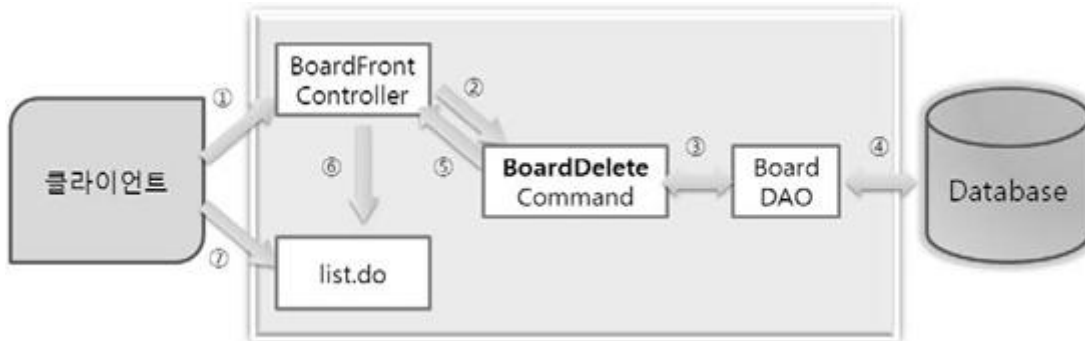 BoardFront
Controller
①
②
클라이언트
⑥
⑤
BoardDelete
Command
③
Board
DAO
④
Database
⑦
list.do